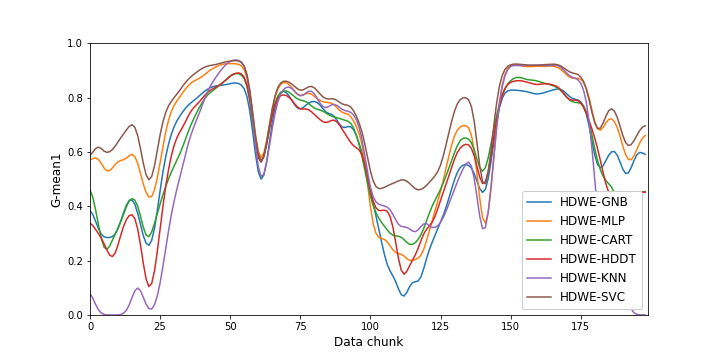 1.0
0.8
0.6
0.4
0.2
0.0
G-mean1
0
25
50
75
100
125
150
175
Data chunk
HDWE-GNB
HDWE-MLP
HDWE-CART
HDWE-HDDT
HDWE-KNN
HDWE-SVC